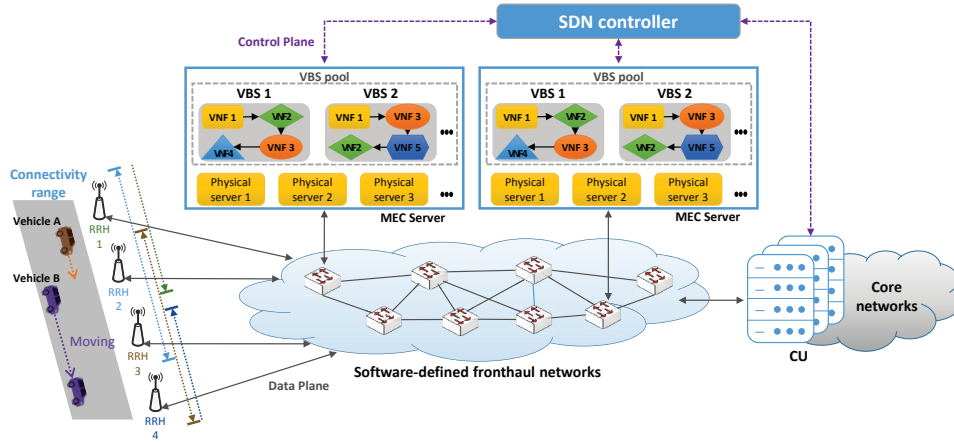 SDN controller
Control Plane
VBS pool
VBS 1
VBS 2
VNF 1
VNF2
VNF 3
VNF4
VNF 1
VNF 3
VNF 5
VNF2
•••
Physical
server 1
Physical
server 2
Physical
server 3
•••
MEC Server
VBS pool
VBS 1
VBS 2
VNF 1
VNF2
VNF 3
VNF4
VNF 1
VNF 3
VNF 5
VNF2
•••
Physical
server 1
Physical
server 2
Physical
server 3
•••
MEC Server
Connectivity
range
Vehicle A
Vehicle B
Moving
RRH
1
RRH
2
RRH
3
RRH
4
Data Plane
Software-defined fronthaul networks
CU
Core
networks